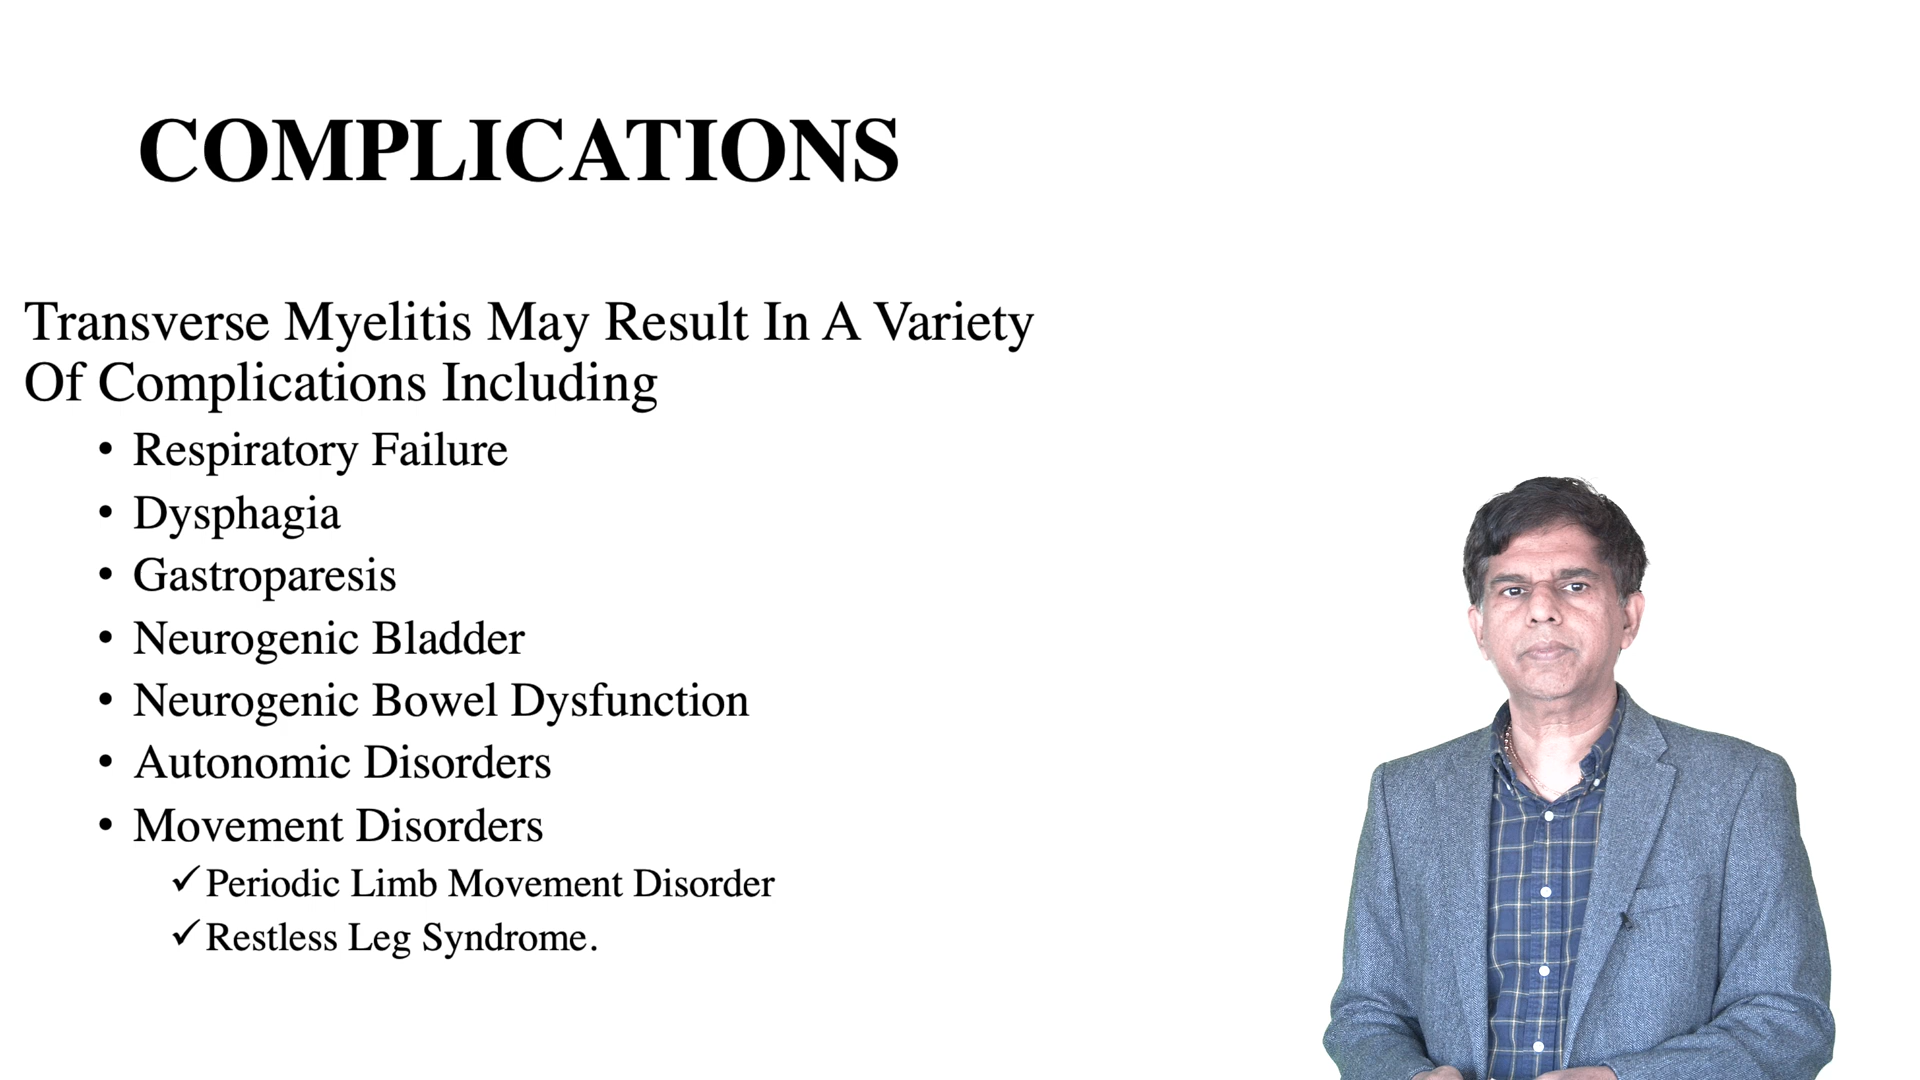 COMPLICATIONS
Transverse Myelitis May Result In A Variety
Of Complications Including
• Respiratory Failure
• Dysphagia
• Gastroparesis
• Neurogenic Bladder
• Neurogenic Bowel Dysfunction
• Autonomic Disorders
• Movement Disorders
✓ Periodic Limb Movement Disorder
✓ Restless Leg Syndrome.